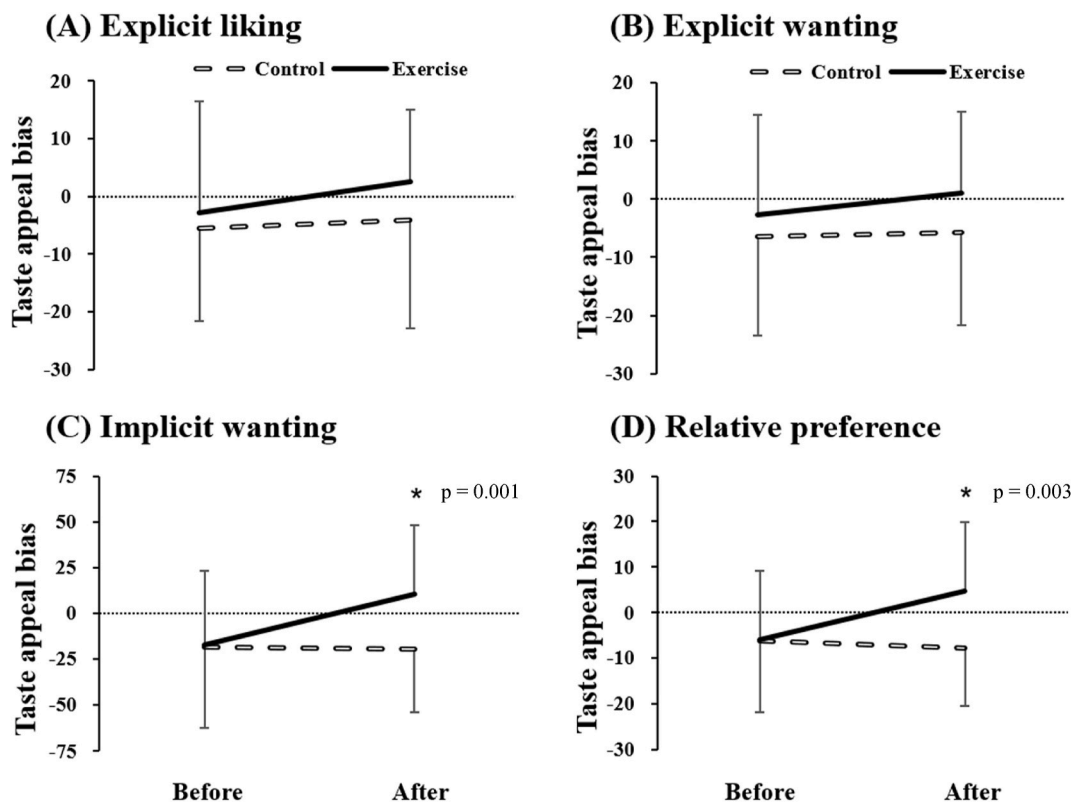 (A) Explicit liking
Control Exercise
Taste appeal bias
20
10
0
-10
-20
-30
(B) Explicit wanting
Control Exercise
Taste appeal bias
20
10
0
-10
-20
-30
(C) Implicit wanting
* p = 0.001
Taste appeal bias
75
50
25
0
-25
-50
-75
Before After
(D) Relative preference
* p = 0.003
Taste appeal bias
30
20
10
0
-10
-20
-30
Before After